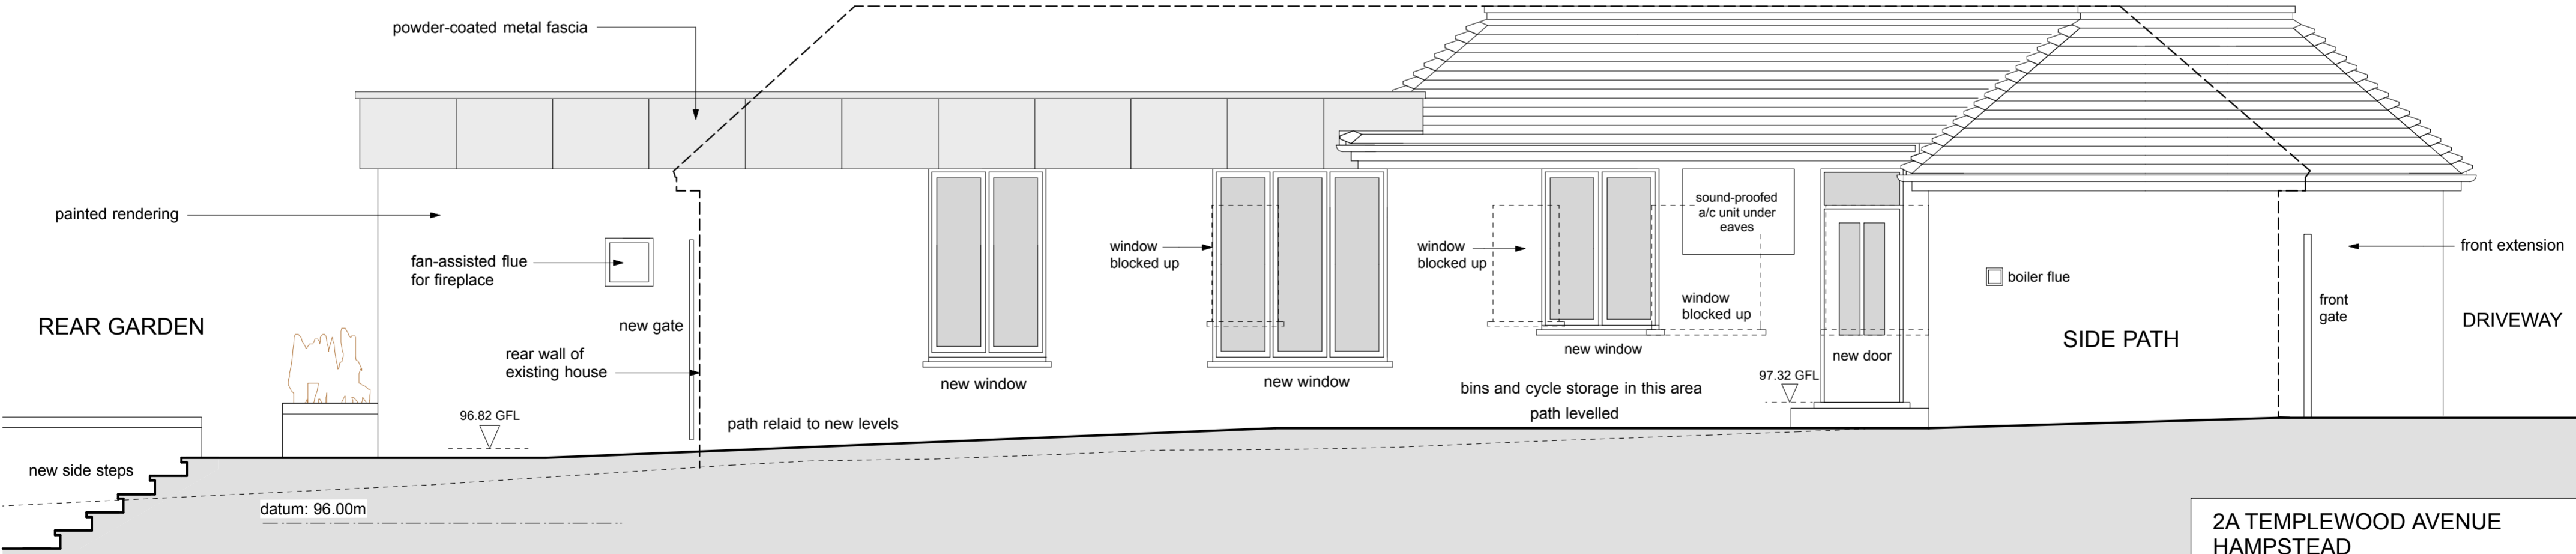 powder-coated metal fascia
painted rendering
fan-assisted flue
for fireplace
REAR GARDEN
new gate
rear wall of
existing house
96.82 GFL
new side steps
datum: 96.00m
path relaid to new levels
new window
window
blocked up
new window
window
blocked up
new window
sound-proofed
a/c unit under
eaves
window
blocked up
bins and cycle storage in this area
path levelled
97.32 GFL
new door
boiler flue
SIDE PATH
front
gate
front extension
DRIVEWAY
2A TEMPLEWOOD AVENUE
HAMPSTEAD